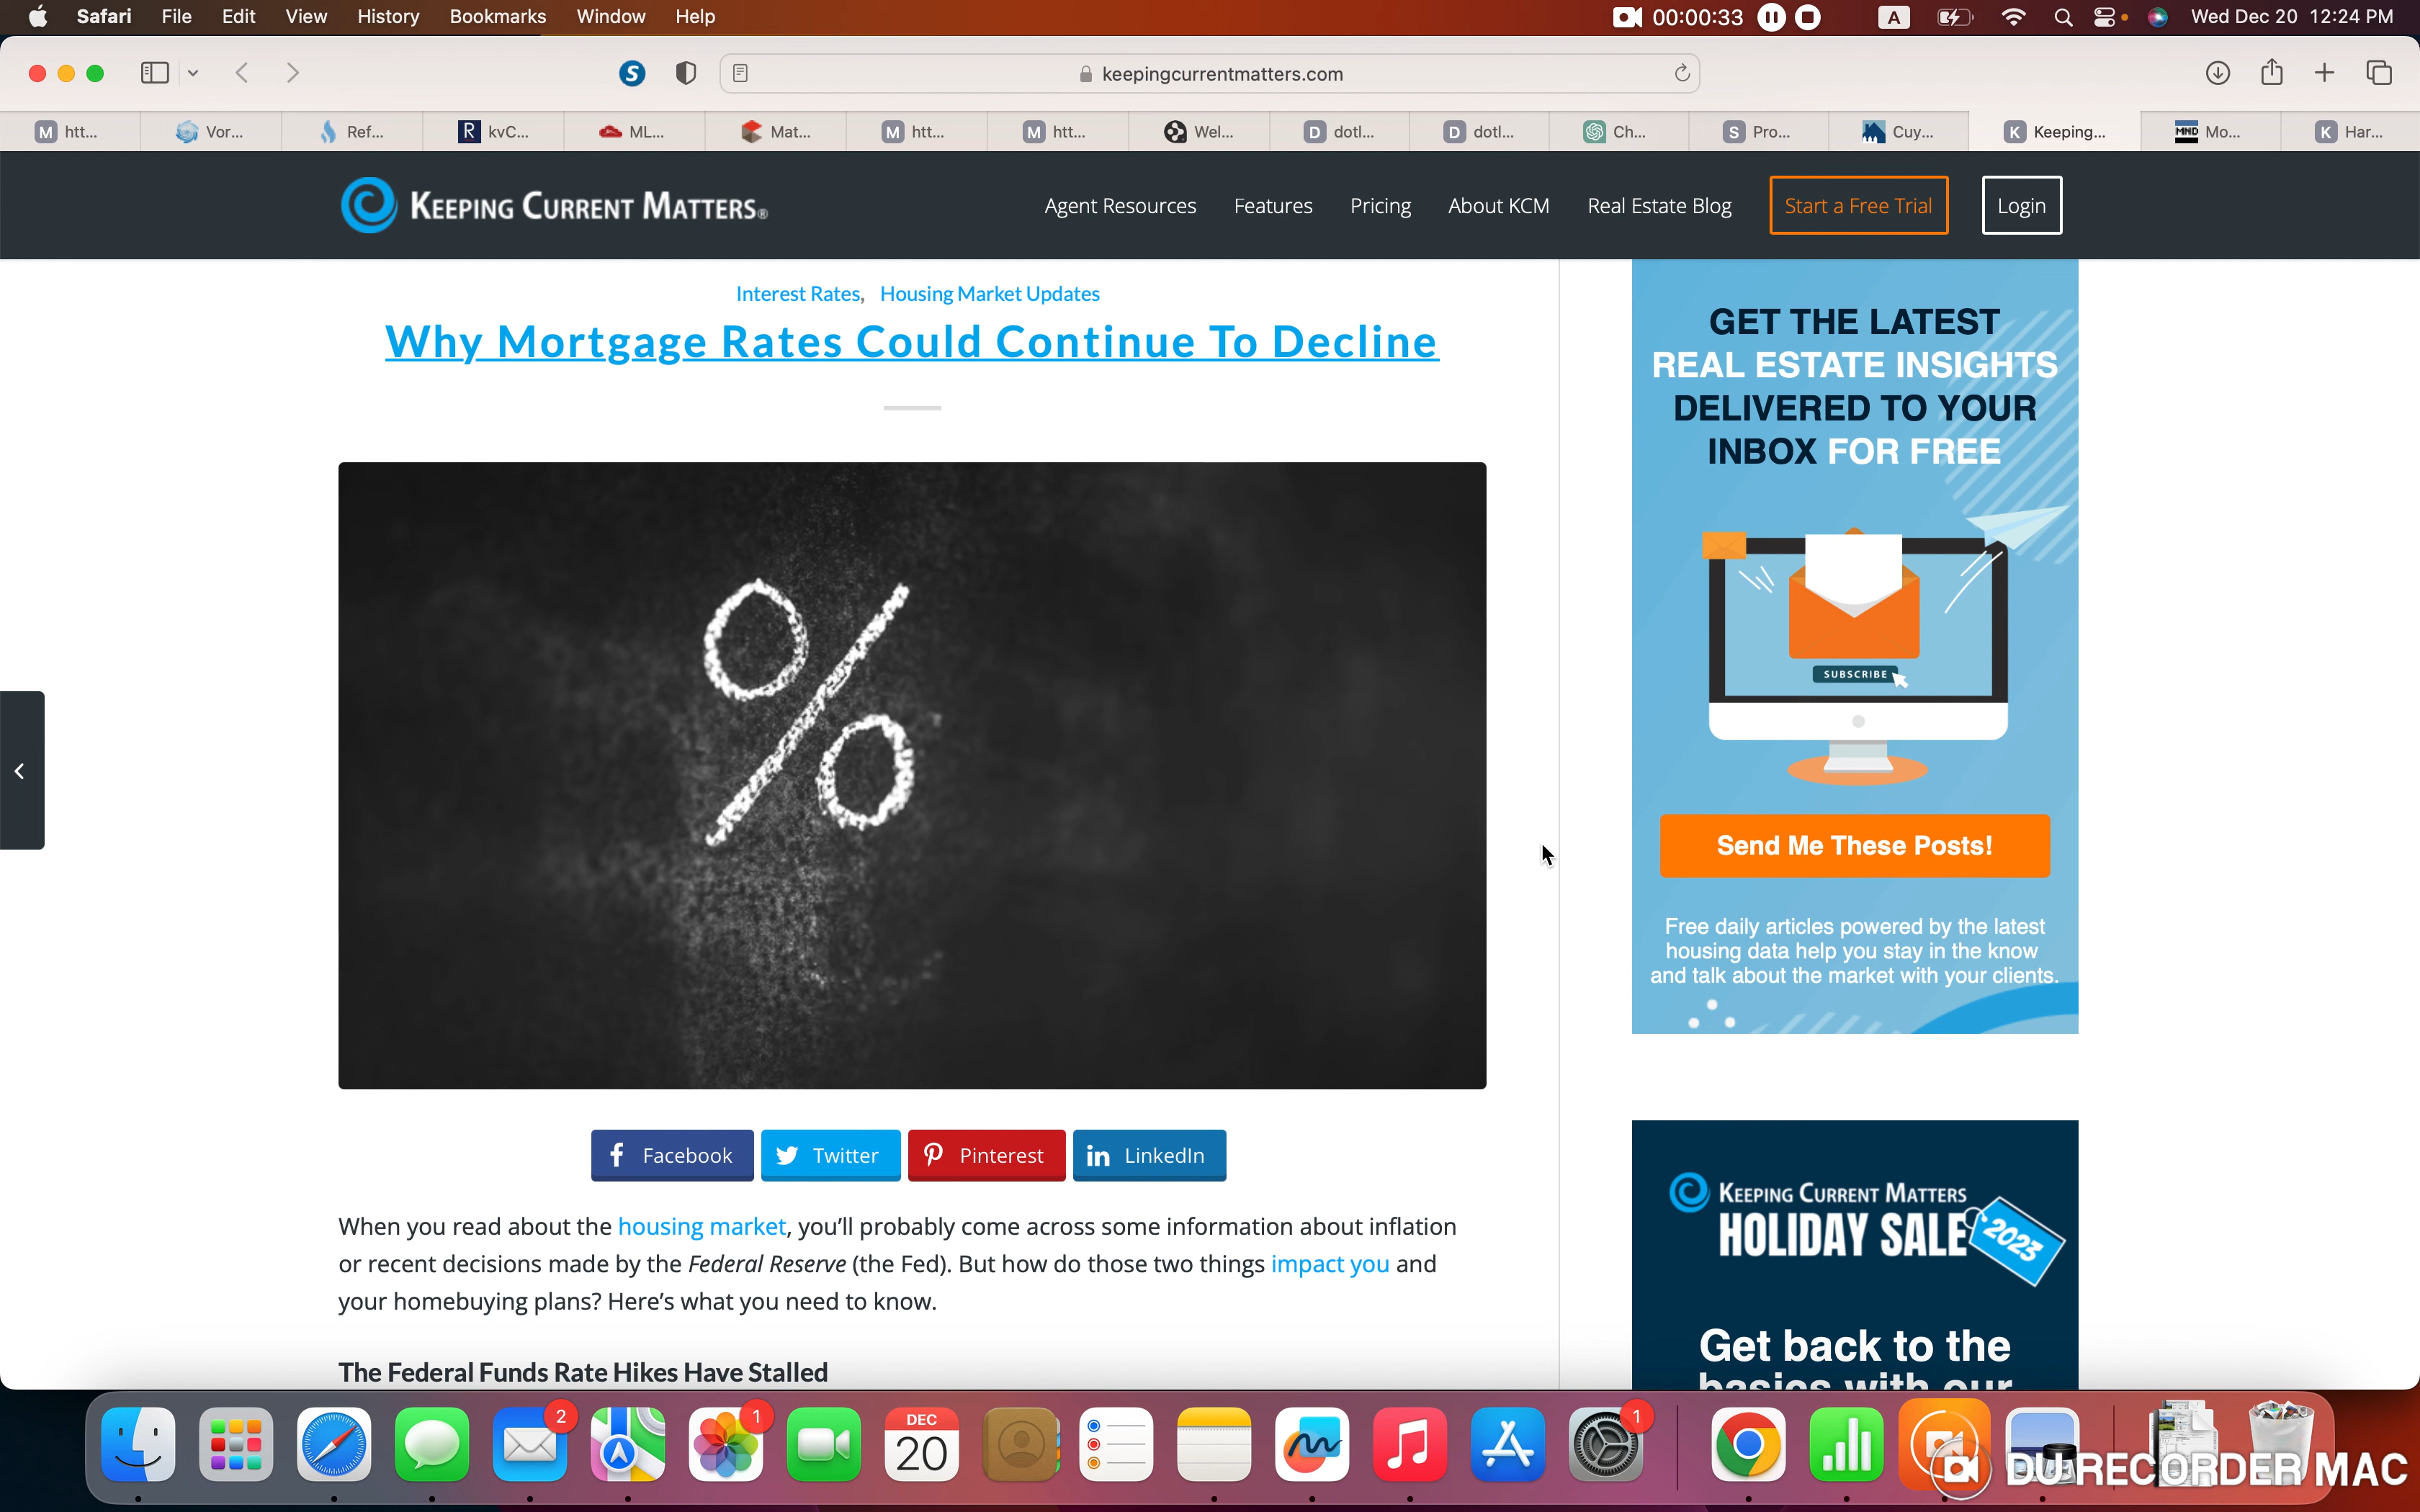 Safari File Edit View History Bookmarks Window Help 00:00:33 A Wed Dec 20 12:24 PM
S keepingcurrentmatters.com
M htt... Vor... Ref... R kvC... ML... Mat... M htt... M htt... Wel... D dotl... D dotl... Ch... S Pro... Cuy... K Keeping... MND Mo... K Har...
KEEPING CURRENT MATTERS® Agent Resources Features Pricing About KCM Real Estate Blog Start a Free Trial Login
Interest Rates, Housing Market Updates
Why Mortgage Rates Could Continue To Decline
%
Facebook Twitter Pinterest LinkedIn
When you read about the housing market, you’ll probably come across some information about inflation
or recent decisions made by the Federal Reserve (the Fed). But how do those two things impact you and
your homebuying plans? Here’s what you need to know.
The Federal Funds Rate Hikes Have Stalled
GET THE LATEST
REAL ESTATE INSIGHTS
DELIVERED TO YOUR
INBOX FOR FREE
SUBSCRIBE
Send Me These Posts!
Free daily articles powered by the latest
housing data help you stay in the know
and talk about the market with your clients.
KEEPING CURRENT MATTERS
HOLIDAY SALE 2023
Get back to the
basics with our
2 1 DEC 1
20
DU RECORDER MAC